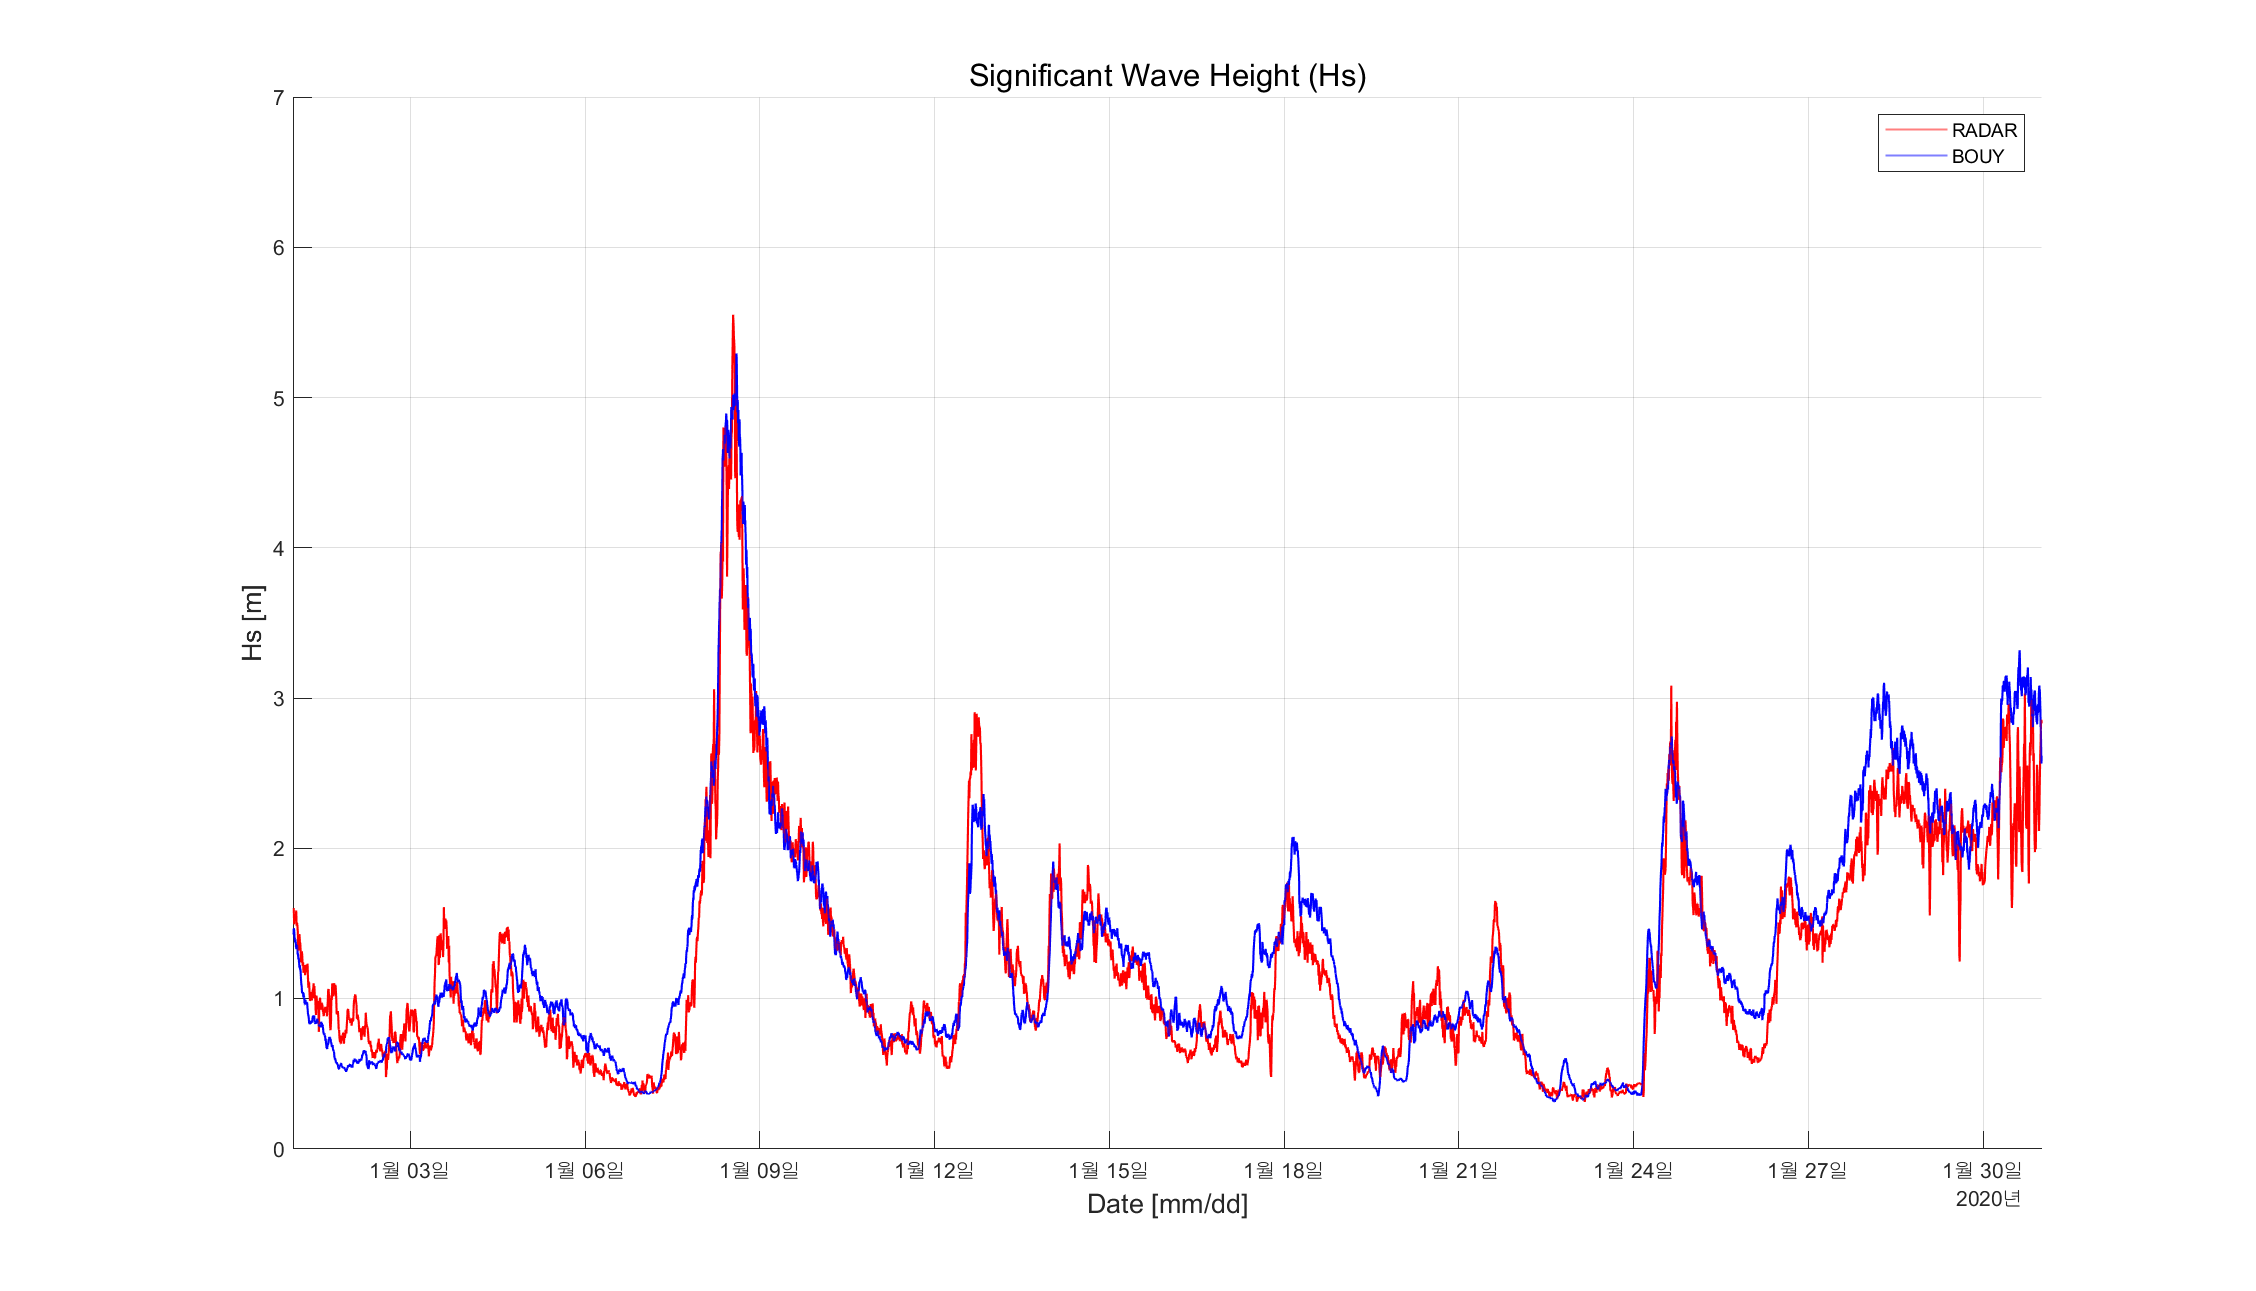 Significant Wave Height (Hs)
RADAR
BOUY
7
6
5
4
3
2
1
0
Hs [m]
1월 03일
1월 06일
1월 09일
1월 12일
1월 15일
1월 18일
1월 21일
1월 24일
1월 27일
1월 30일
2020년
Date [mm/dd]